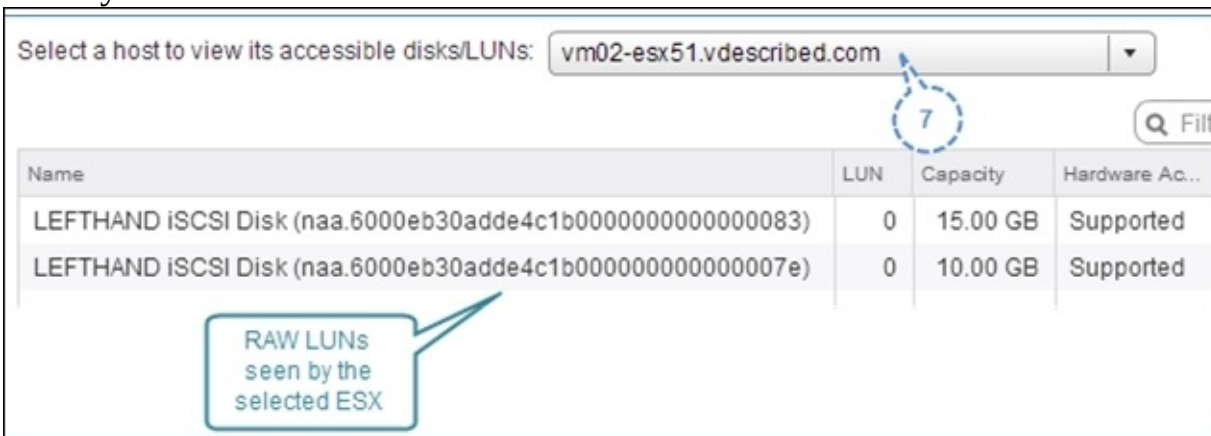 Select a host to view its accessible disks/LUNs: vm02-esx51.vdescribed.com
7
Filt
Name LUN Capacity Hardware Ac...
LEFTHAND iSCSI Disk (naa.6000eb30adde4c1b0000000000000083) 0 15.00 GB Supported
LEFTHAND iSCSI Disk (naa.6000eb30adde4c1b000000000000007e) 0 10.00 GB Supported
RAW LUNs
seen by the
selected ESX